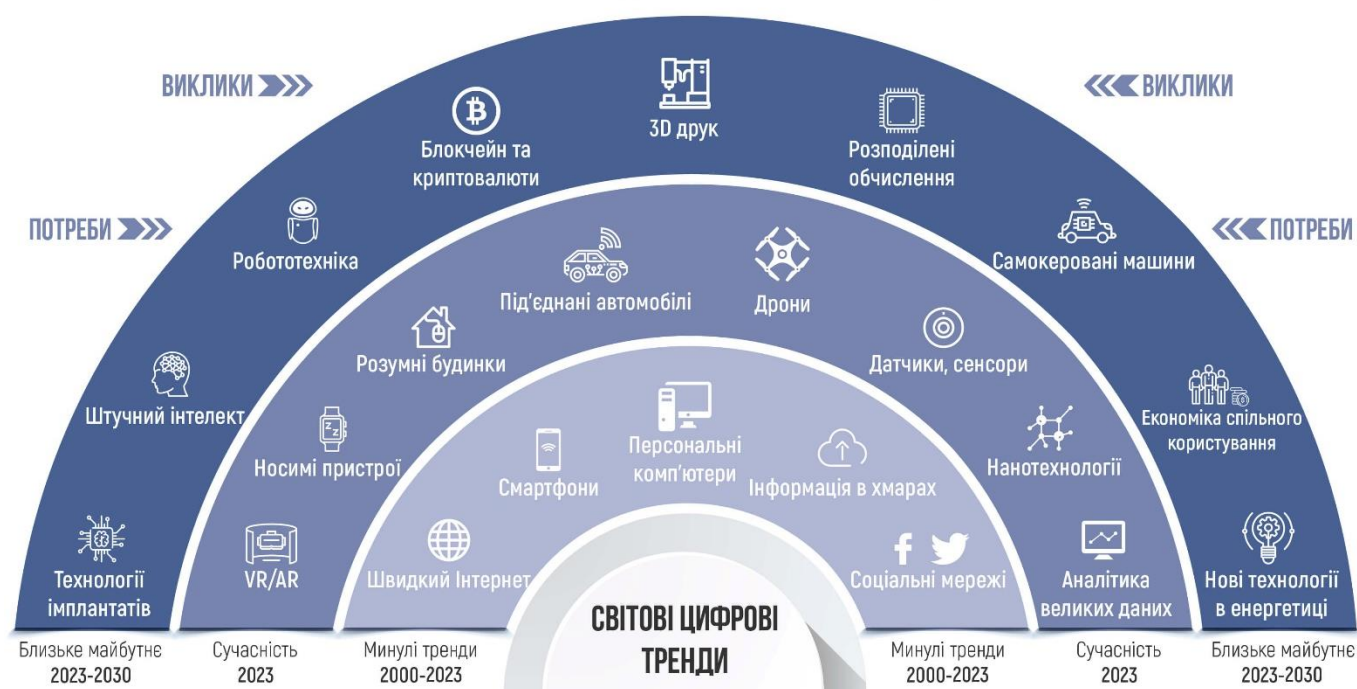 ВИКЛИКИ
ВИКЛИКИ
ПОТРЕБИ
ПОТРЕБИ
Технології
імплантатів
Штучний інтелект
Робототехніка
Блокчейн та
криптовалюти
3D друк
Розподілені
обчислення
Самокеровані машини
Економіка спільного
користування
Нові технології
в енергетиці
VR/AR
Носимі пристрої
Розумні будинки
Під'єднані автомобілі
Дрони
Датчики, сенсори
Нанотехнології
Аналітика
великих даних
Швидкий Інтернет
Смартфони
Персональні
комп'ютери
Інформація в хмарах
Соціальні мережі
СВІТОВІ ЦИФРОВІ
ТРЕНДИ
Близьке майбутнє
2023-2030
Сучасність
2023
Минулі тренди
2000-2023
Минулі тренди
2000-2023
Сучасність
2023
Близьке майбутнє
2023-2030